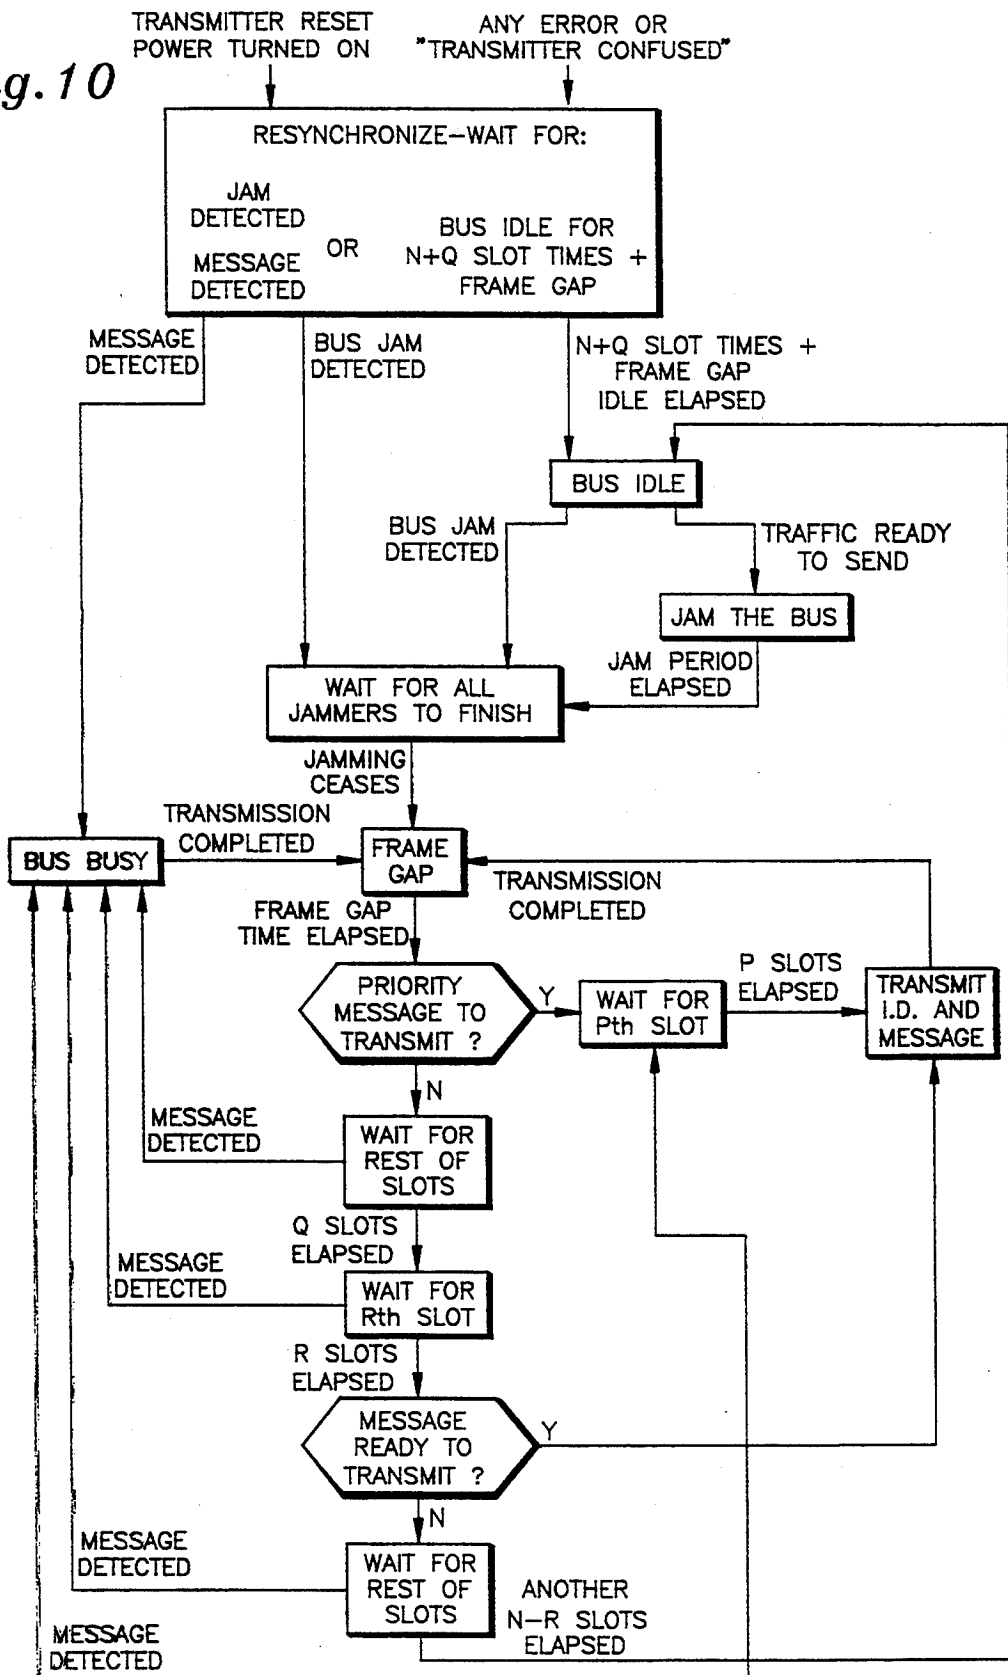 g.10
TRANSMITTER RESET
POWER TURNED ON
ANY ERROR OR
"TRANSMITTER CONFUSED"
RESYNCHRONIZE-WAIT FOR:
JAM
DETECTED
MESSAGE
DETECTED
OR
BUS IDLE FOR
N+Q SLOT TIMES +
FRAME GAP
MESSAGE
DETECTED
BUS JAM
DETECTED
N+Q SLOT TIMES +
FRAME GAP
IDLE ELAPSED
BUS IDLE
BUS JAM
DETECTED
TRAFFIC READY
TO SEND
JAM THE BUS
JAM PERIOD
ELAPSED
WAIT FOR ALL
JAMMERS TO FINISH
JAMMING
CEASES
BUS BUSY
TRANSMISSION
COMPLETED
FRAME
GAP
TRANSMISSION
COMPLETED
FRAME GAP
TIME ELAPSED
PRIORITY
MESSAGE TO
TRANSMIT ?
Y
WAIT FOR
Pth SLOT
P SLOTS
ELAPSED
TRANSMIT
I.D. AND
MESSAGE
N
MESSAGE
DETECTED
WAIT FOR
REST OF
SLOTS
Q SLOTS
ELAPSED
MESSAGE
DETECTED
WAIT FOR
Rth SLOT
R SLOTS
ELAPSED
MESSAGE
READY TO
TRANSMIT ?
Y
N
MESSAGE
DETECTED
WAIT FOR
REST OF
SLOTS
ANOTHER
N-R SLOTS
ELAPSED
MESSAGE
DETECTED